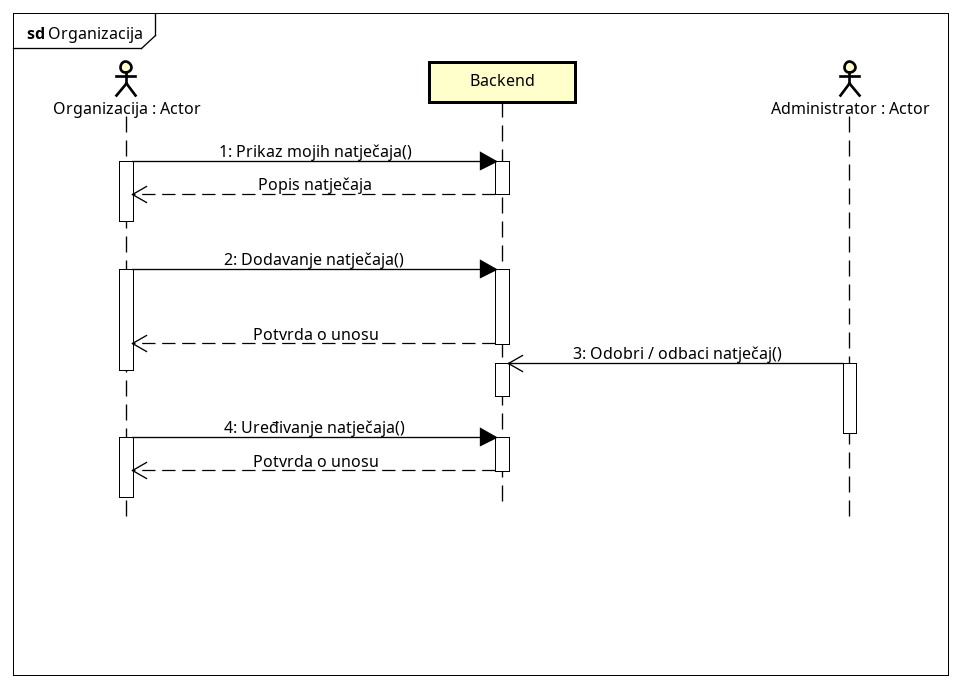 sd Organizacija
Organizacija : Actor
Backend
Administrator : Actor
1: Prikaz mojih natječaja()
Popis natječaja
2: Dodavanje natječaja()
Potvrda o unosu
3: Odobri / odbaci natječaj()
4: Uređivanje natječaja()
Potvrda o unosu